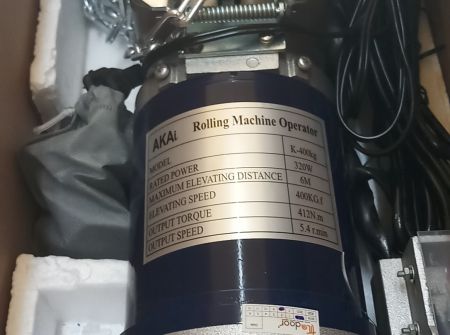 AKAi Rolling Machine Operator
MODEL K-400kg
RATED POWER 320W
MAXIMUM ELEVATING DISTANCE 6M
ELEVATING SPEED 400KG.f
OUTPUT TORQUE 412N.m
OUTPUT SPEED 5.4 r.min
door